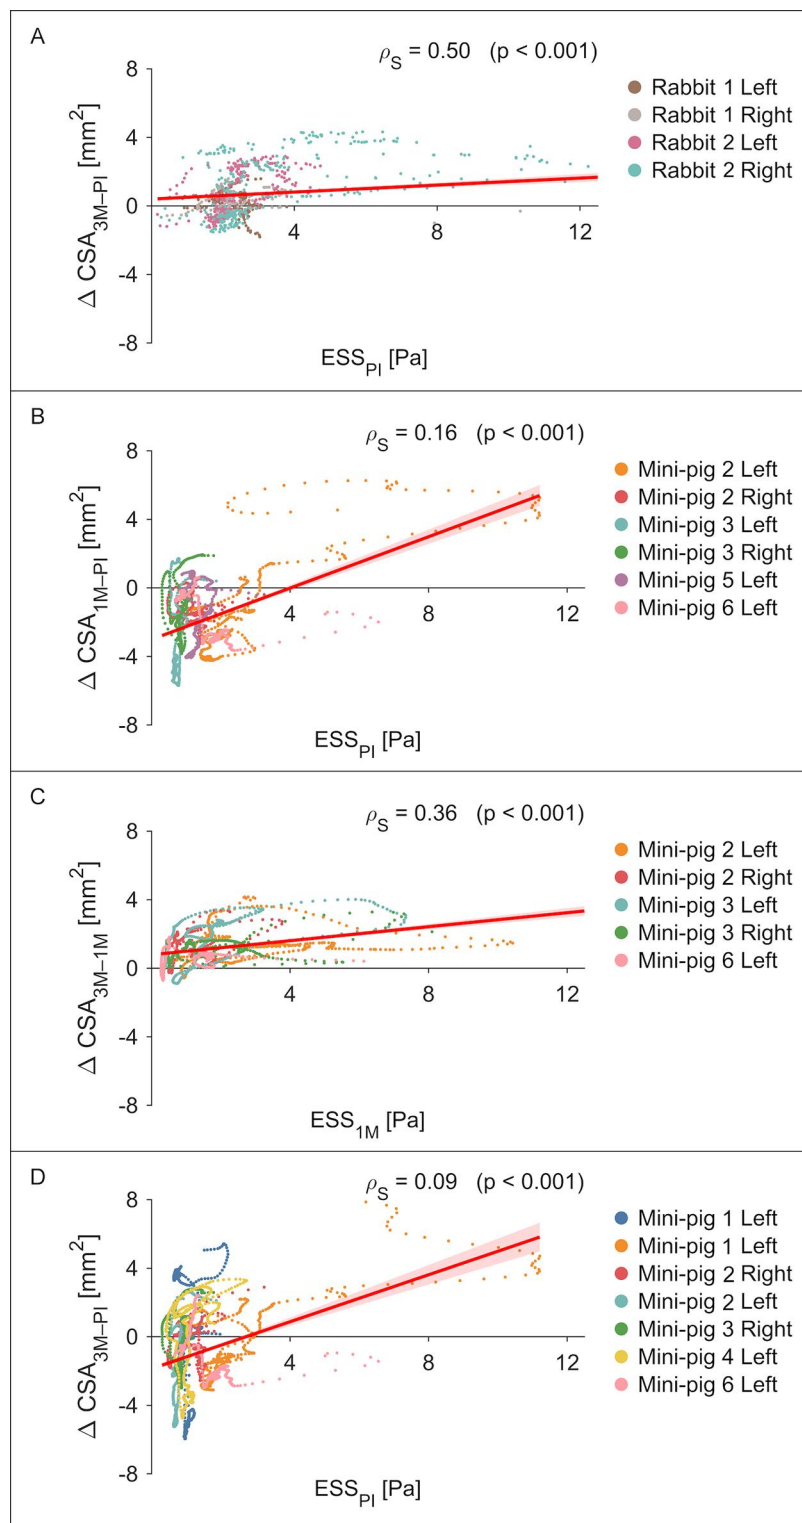 A
ρS = 0.50 (p < 0.001)
Δ CSA3M–PI [mm2]
8
4
0
-4
-8
4
8
12
ESSPI [Pa]
Rabbit 1 Left
Rabbit 1 Right
Rabbit 2 Left
Rabbit 2 Right
B
ρS = 0.16 (p < 0.001)
Δ CSA1M–PI [mm2]
8
4
0
-4
-8
4
8
12
ESSPI [Pa]
Mini-pig 2 Left
Mini-pig 2 Right
Mini-pig 3 Left
Mini-pig 3 Right
Mini-pig 5 Left
Mini-pig 6 Left
C
ρS = 0.36 (p < 0.001)
Δ CSA3M–1M [mm2]
8
4
0
-4
-8
4
8
12
ESS1M [Pa]
Mini-pig 2 Left
Mini-pig 2 Right
Mini-pig 3 Left
Mini-pig 3 Right
Mini-pig 6 Left
D
ρS = 0.09 (p < 0.001)
Δ CSA3M–PI [mm2]
8
4
0
-4
-8
4
8
12
ESSPI [Pa]
Mini-pig 1 Left
Mini-pig 1 Left
Mini-pig 2 Right
Mini-pig 2 Left
Mini-pig 3 Right
Mini-pig 4 Left
Mini-pig 6 Left